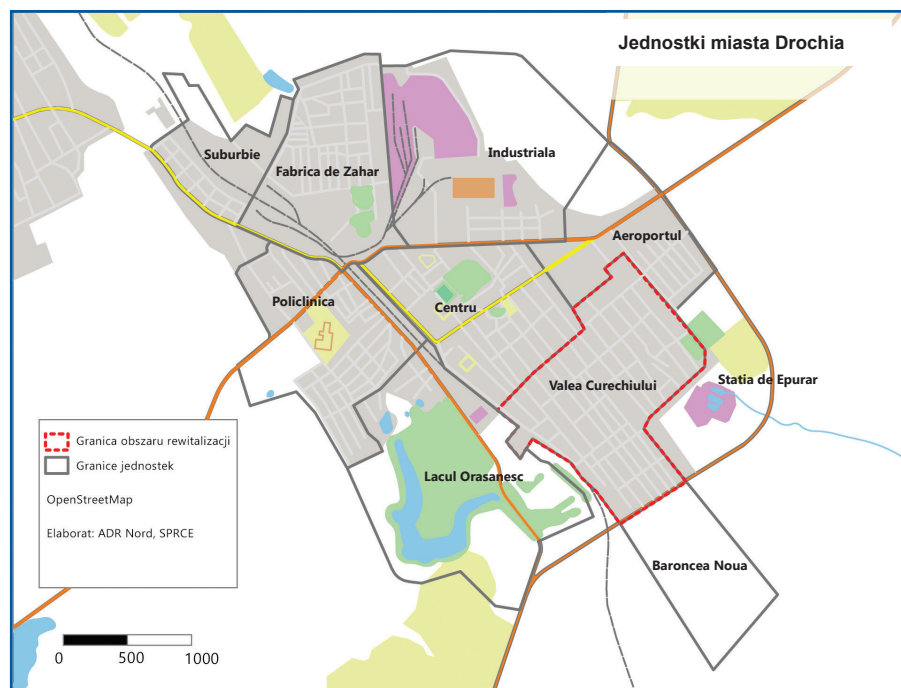 Jednostki miasta Drochia
Suburbie
Fabrica de Zahar
Industriala
Aeroportul
Policlinica
Centru
Valea Curechiului
Statia de Epurar
Lacul Orasanesc
Baroncea Noua
Granica obszaru rewitalizacji
Granice jednostek
OpenStreetMap
Elaborat: ADR Nord, SPRCE
0 500 1000